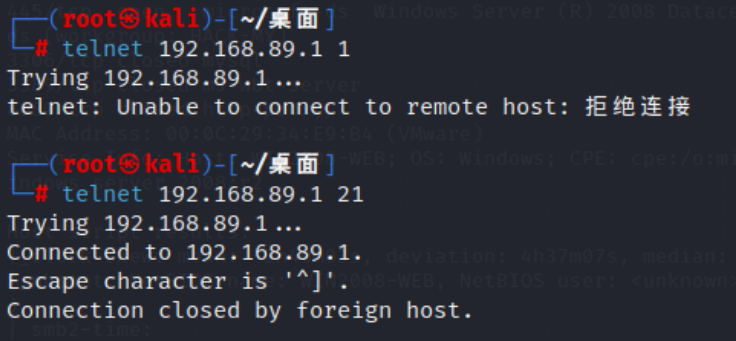 ┌──(root㉿kali)-[~/桌面]
└─# telnet 192.168.89.1 1
Trying 192.168.89.1...
telnet: Unable to connect to remote host: 拒绝连接
┌──(root㉿kali)-[~/桌面]
└─# telnet 192.168.89.1 21
Trying 192.168.89.1...
Connected to 192.168.89.1.
Escape character is '^]'.
Connection closed by foreign host.